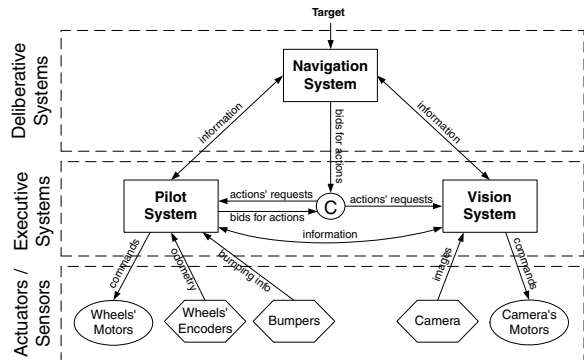 Target
Deliberative
Systems
Navigation
System
information
bids for actions
information
Executive Systems
Pilot
System
actions' requests
bids for actions
C
actions' requests
Vision
System
information
Actuators /
Sensors
commands
odometry
bumping info
images
commands
Wheels'
Motors
Wheels'
Encoders
Bumpers
Camera
Camera's
Motors